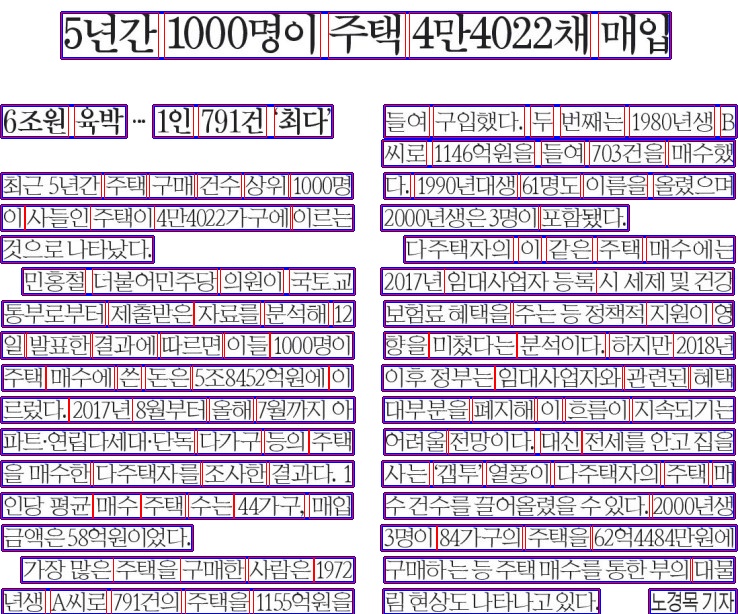 5년간 1000명이 주택 4만4022채 매입
6조원 육박… 1인 791건 ‘최다’
최근 5년간 주택 구매 건수 상위 1000명
이 사들인 주택이 4만4022가구에 이르는
것으로 나타났다.
민홍철 더불어민주당 의원이 국토교
통부로부터 제출받은 자료를 분석해 12
일 발표한 결과에 따르면 이들 1000명이
주택 매수에 쓴 돈은 5조8452억원에 이
르렀다. 2017년 8월부터 올해 7월까지 아
파트·연립다세대·단독 다가구 등의 주택
을 매수한 다주택자를 조사한 결과다. 1
인당 평균 매수 주택 수는 44가구, 매입
금액은 58억원이었다.
가장 많은 주택을 구매한 사람은 1972
년생 A씨로 791건의 주택을 1155억원을
들여 구입했다. 두 번째는 1980년생 B
씨로 1146억원을 들여 703건을 매수했
다. 1990년대생 61명도 이름을 올렸으며
2000년생은 3명이 포함됐다.
다주택자의 이 같은 주택 매수에는
2017년 임대사업자 등록 시 세제 및 건강
보험료 혜택을 주는 등 정책적 지원이 영
향을 미쳤다는 분석이다. 하지만 2018년
이후 정부는 임대사업자와 관련된 혜택
대부분을 폐지해 이 흐름이 지속되기는
어려울 전망이다. 대신 전세를 안고 집을
사는 ‘갭투’ 열풍이 다주택자의 주택 매
수 건수를 끌어올렸을 수 있다. 2000년생
3명이 84가구의 주택을 62억4484만원에
구매하는 등 주택 매수를 통한 부의 대물
림 현상도 나타나고 있다. 노경목 기자